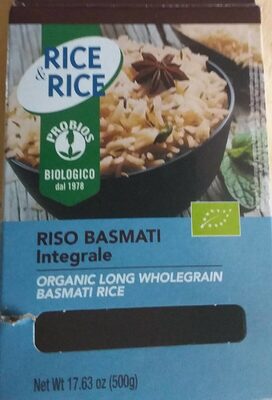 RICE
&
RICE
PROBIOS
BIOLOGICO
dal 1978
RISO BASMATI
Integrale
ORGANIC LONG WHOLEGRAIN
BASMATI RICE
Net Wt 17.63 oz (500g)